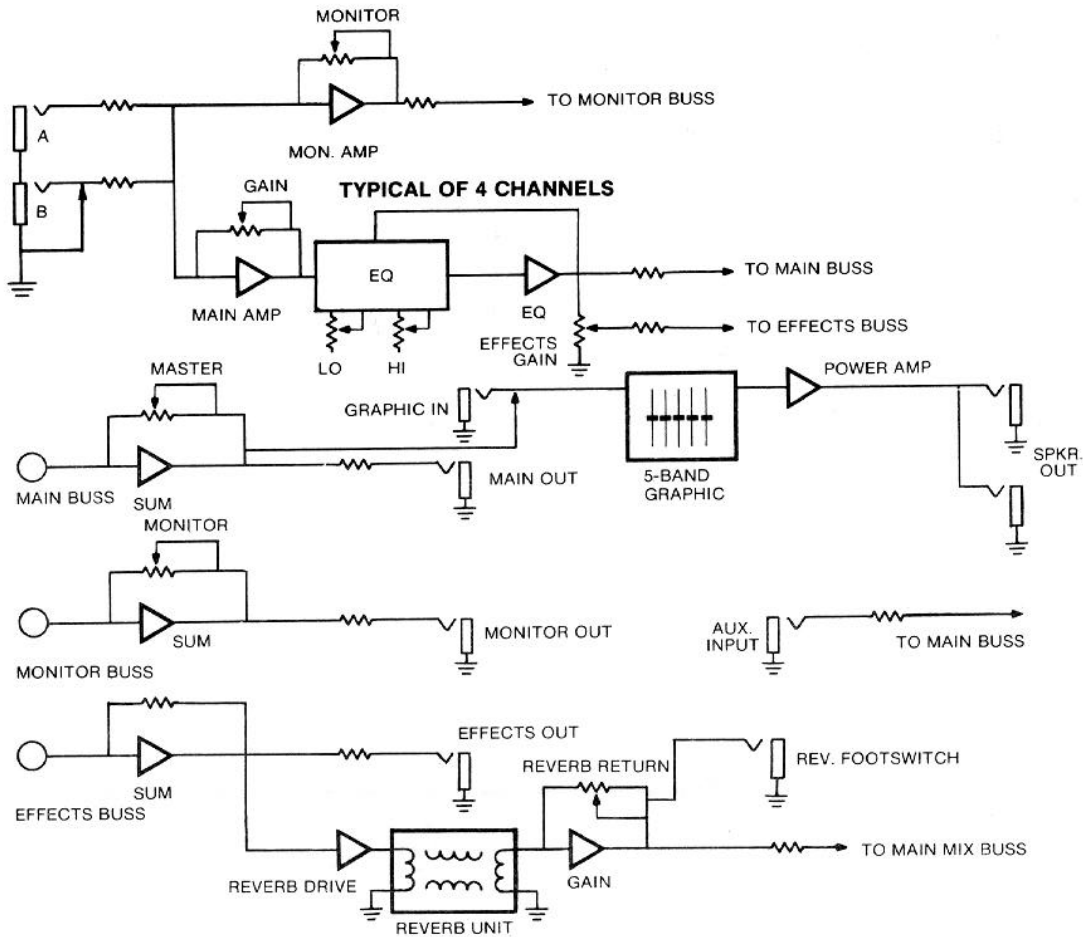 MONITOR
TO MONITOR BUSS
A
MON. AMP
B
GAIN
TYPICAL OF 4 CHANNELS
EQ
TO MAIN BUSS
MAIN AMP
EQ
LO
HI
EFFECTS
GAIN
TO EFFECTS BUSS
MASTER
GRAPHIC IN
POWER AMP
MAIN BUSS
SUM
MAIN OUT
5-BAND
GRAPHIC
SPKR.
OUT
MONITOR
SUM
MONITOR OUT
MONITOR BUSS
AUX.
INPUT
TO MAIN BUSS
EFFECTS OUT
SUM
EFFECTS BUSS
REVERB RETURN
REV. FOOTSWITCH
REVERB DRIVE
REVERB UNIT
GAIN
TO MAIN MIX BUSS